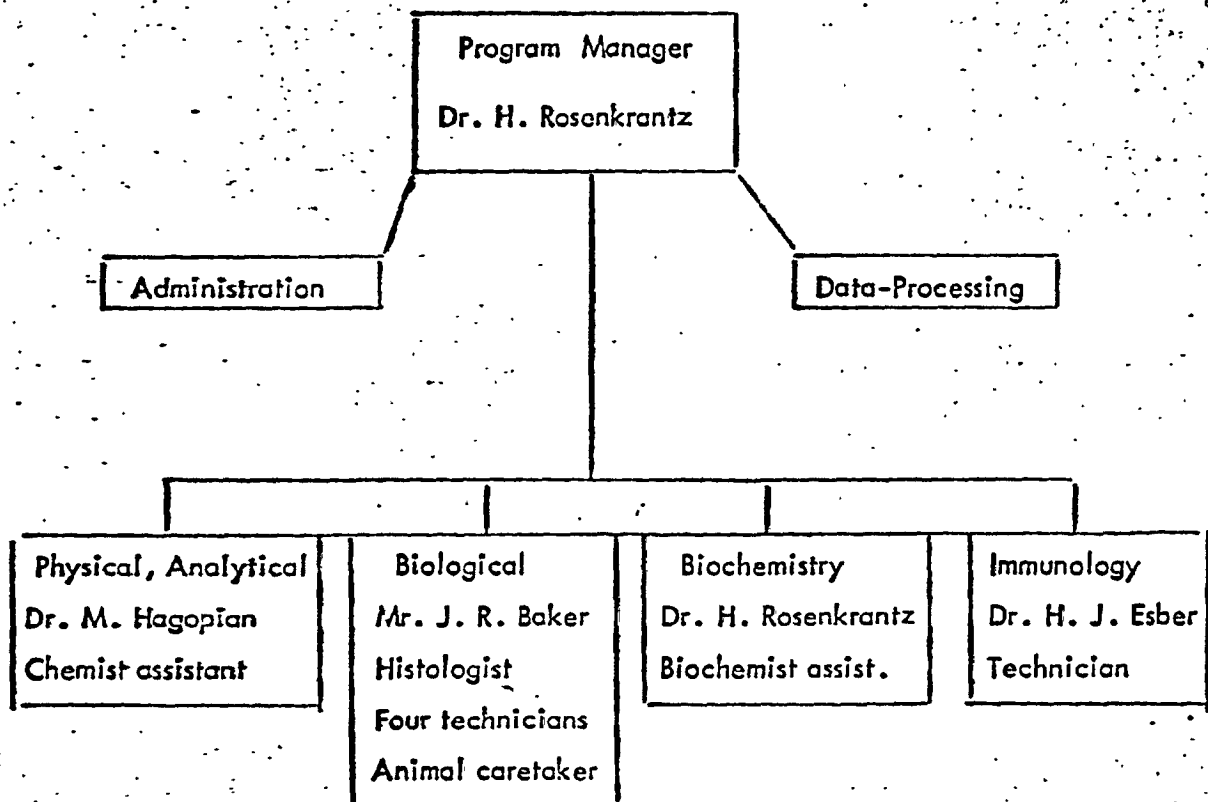 Program Manager
Dr. H. Rosenkrantz
Administration
Data-Processing
Physical, Analytical
Dr. M. Hagopian
Chemist assistant
Biological
Mr. J. R. Baker
Histologist
Four technicians
Animal caretaker
Biochemistry
Dr. H. Rosenkrantz
Biochemist assist.
Immunology
Dr. H. J. Esber
Technician